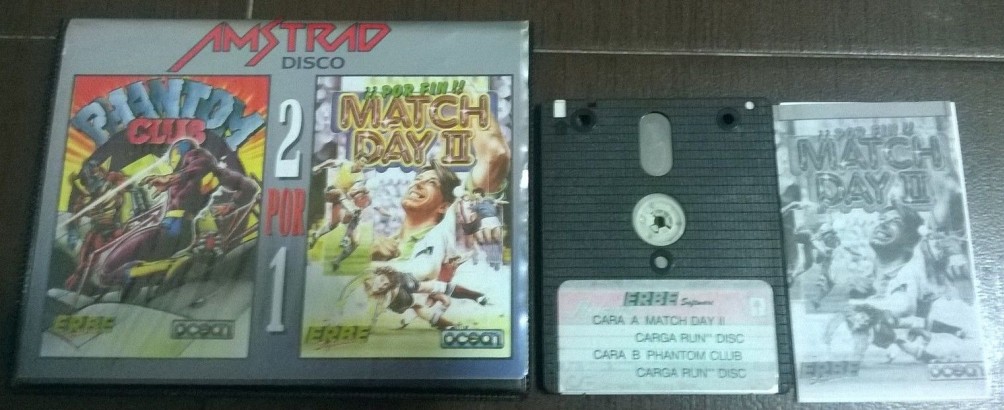 AMSTRAD
DISCO
PHANTOM
CLUB
ERBE
ocean
2
POR
1
¡¡ POR FIN !!
MATCH
DAY II
ERBE
ocean
ERBE Software
CARA A MATCH DAY II
CARGA RUN" DISC
CARA B PHANTOM CLUB
CARGA RUN" DISC
¡¡ POR FIN !!
MATCH
DAY II
ERBE
ocean